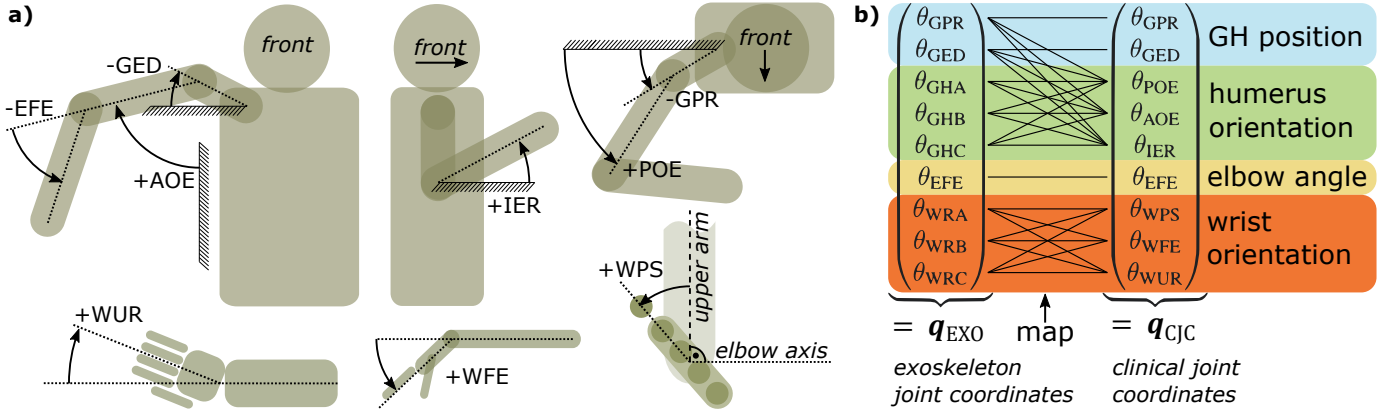 a)
front
-GED
-EFE
+AOE
front
+IER
front
-GPR
+POE
+WUR
+WFE
+WPS
upper arm
elbow axis
b)
θGPR
θGED
θGHA
θGHB
θGHC
θEFE
θWRA
θWRB
θWRC
θGPR
θGED
θPOE
θAOE
θIER
θEFE
θWPS
θWFE
θWUR
GH position
humerus
orientation
elbow angle
wrist
orientation
= qEXO
map
= qCJC
exoskeleton
joint coordinates
clinical joint
coordinates